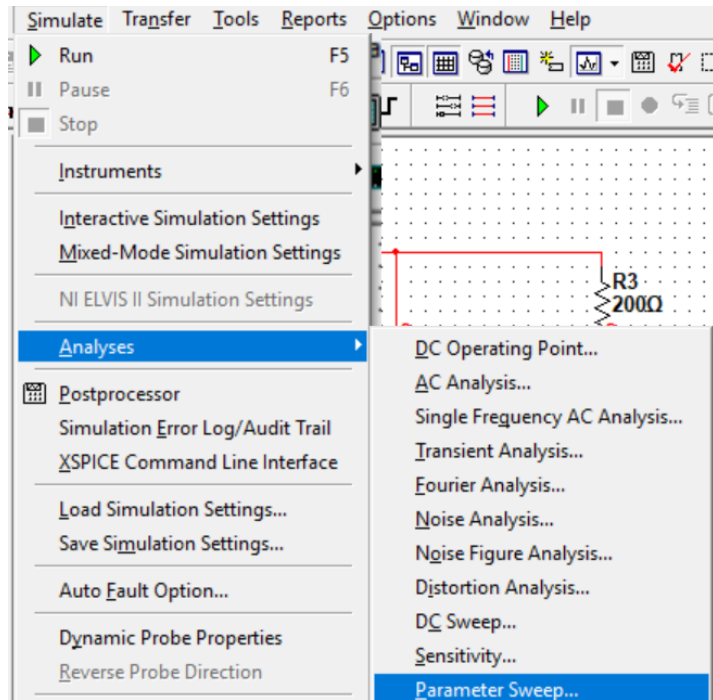 Simulate Transfer Tools Reports Options Window Help
Run F5
Pause F6
Stop
Instruments
Interactive Simulation Settings
Mixed-Mode Simulation Settings
NI ELVIS II Simulation Settings
R3
200Ω
Analyses
Postprocessor
Simulation Error Log/Audit Trail
XSPICE Command Line Interface
Load Simulation Settings...
Save Simulation Settings...
Auto Fault Option...
Dynamic Probe Properties
Reverse Probe Direction
DC Operating Point...
AC Analysis...
Single Frequency AC Analysis...
Transient Analysis...
Fourier Analysis...
Noise Analysis...
Noise Figure Analysis...
Distortion Analysis...
DC Sweep...
Sensitivity...
Parameter Sweep...